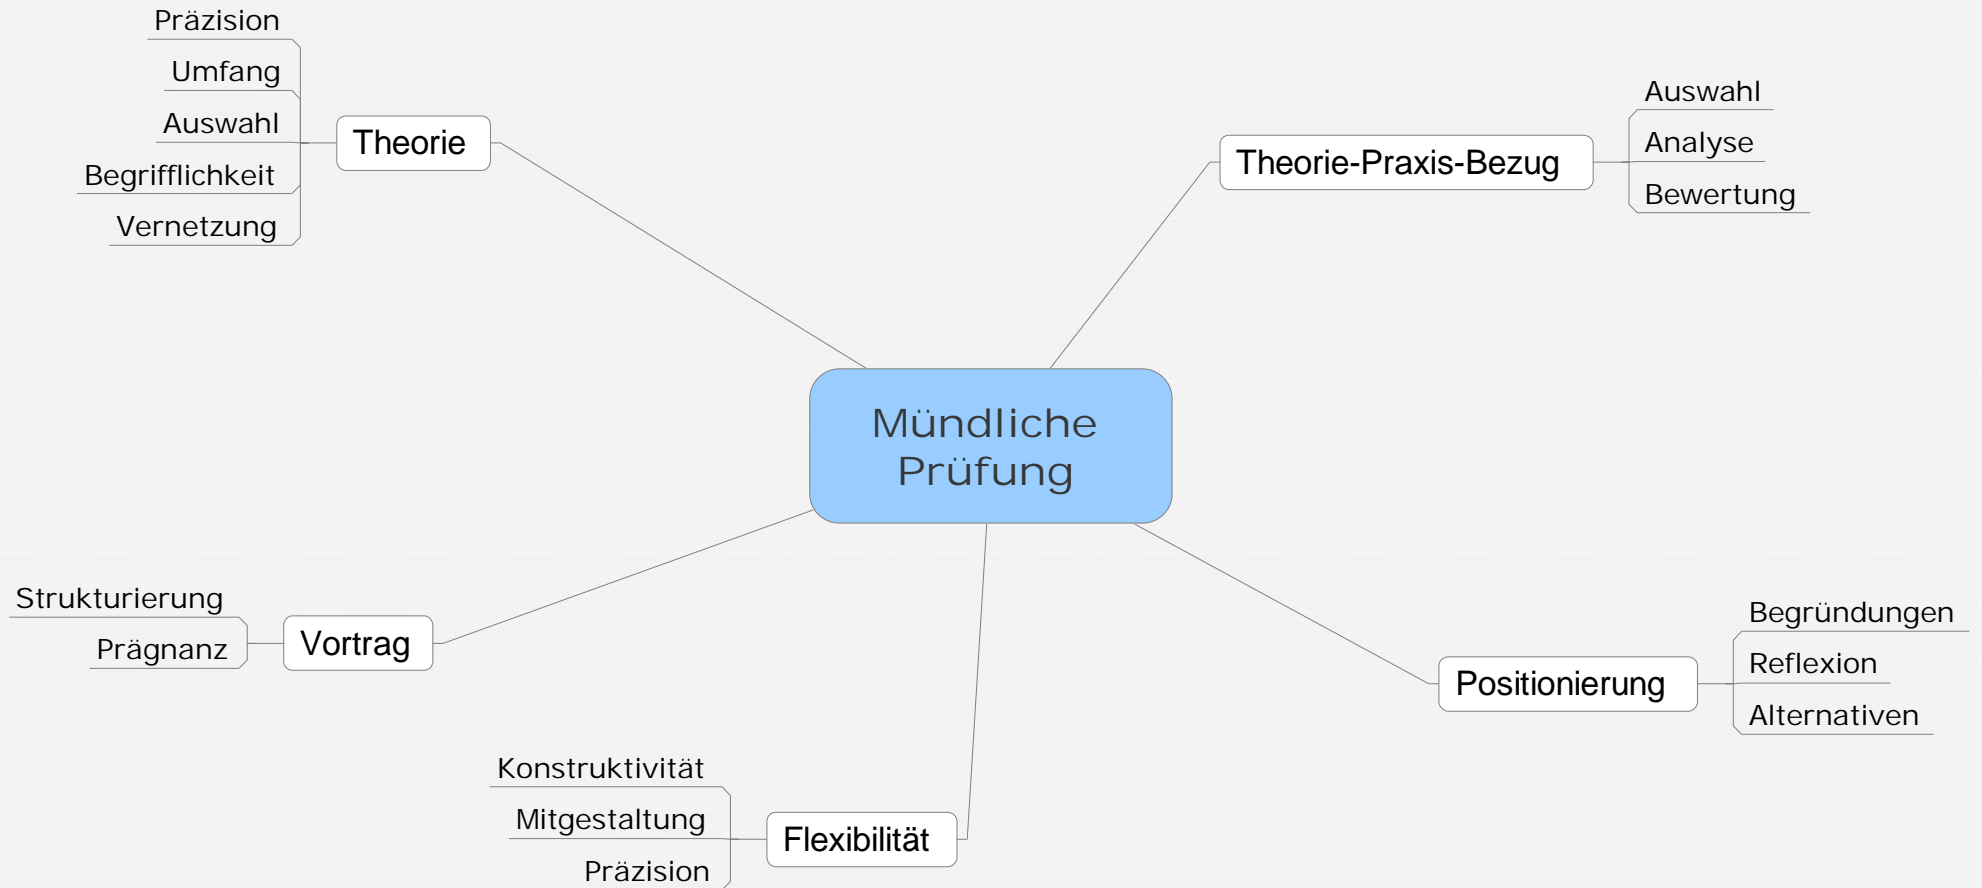 Präzision
Umfang
Auswahl
Begrifflichkeit
Vernetzung
Theorie
Theorie-Praxis-Bezug
Auswahl
Analyse
Bewertung
Mündliche
Prüfung
Strukturierung
Prägnanz
Vortrag
Positionierung
Begründungen
Reflexion
Alternativen
Konstruktivität
Mitgestaltung
Präzision
Flexibilität